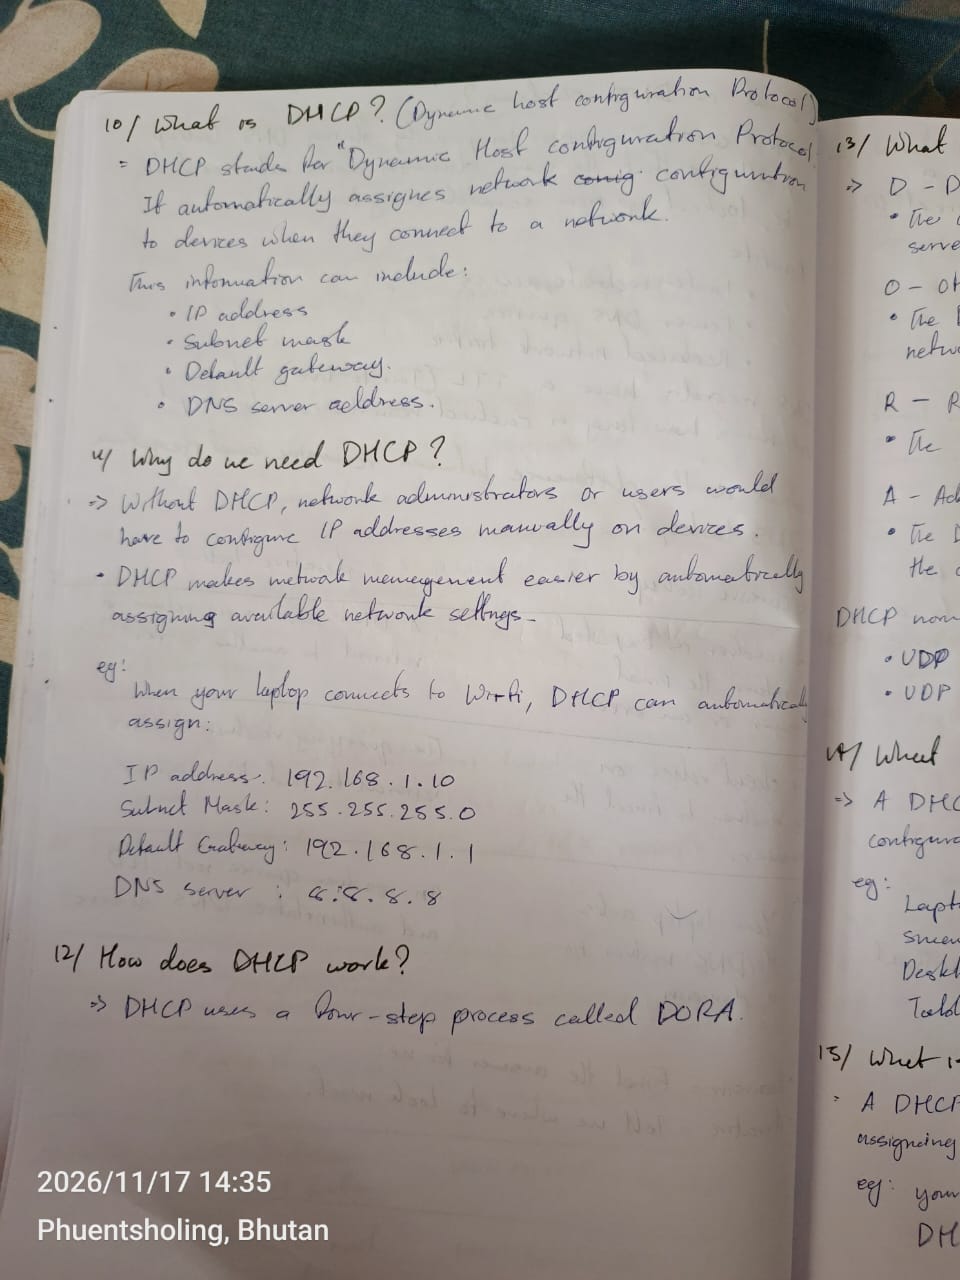 10/ What is DHCP? (Dynamic host configuration Protocol)
= DHCP stands for "Dynamic Host configuration Protocol
It automatically assignes network configuration
to devices when they connect to a network.
This information can include:
• IP address
• Subnet mask
• Default gateway.
• DNS server address.
11/ Why do we need DHCP?
=> Without DHCP, network administrators or users would
have to configure IP addresses manually on devices.
• DHCP makes network menegement easier by automatically
assigning available network settings-
eg:
When your laptop connects to Wi-Fi, DHCP can automatically
assign:
IP address: 192.168.1.10
Subnet Mask: 255.255.255.0
Default Gateway: 192.168.1.1
DNS server : 8.8.8.8
12/ How does DHCP work?
=> DHCP uses a four-step process called DORA.
13/ What
=> D - D
• The
serve
O - Of
• The
netwo
R - R
• The
A - Ac
• The D
the
DHCP nor
• UDP
• UDP
14/ What
=> A DHC
configur
eg:
Lapt
Deskt
15/ What i
A DHCP
assigning
eg: your
DH
2026/11/17 14:35
Phuentsholing, Bhutan